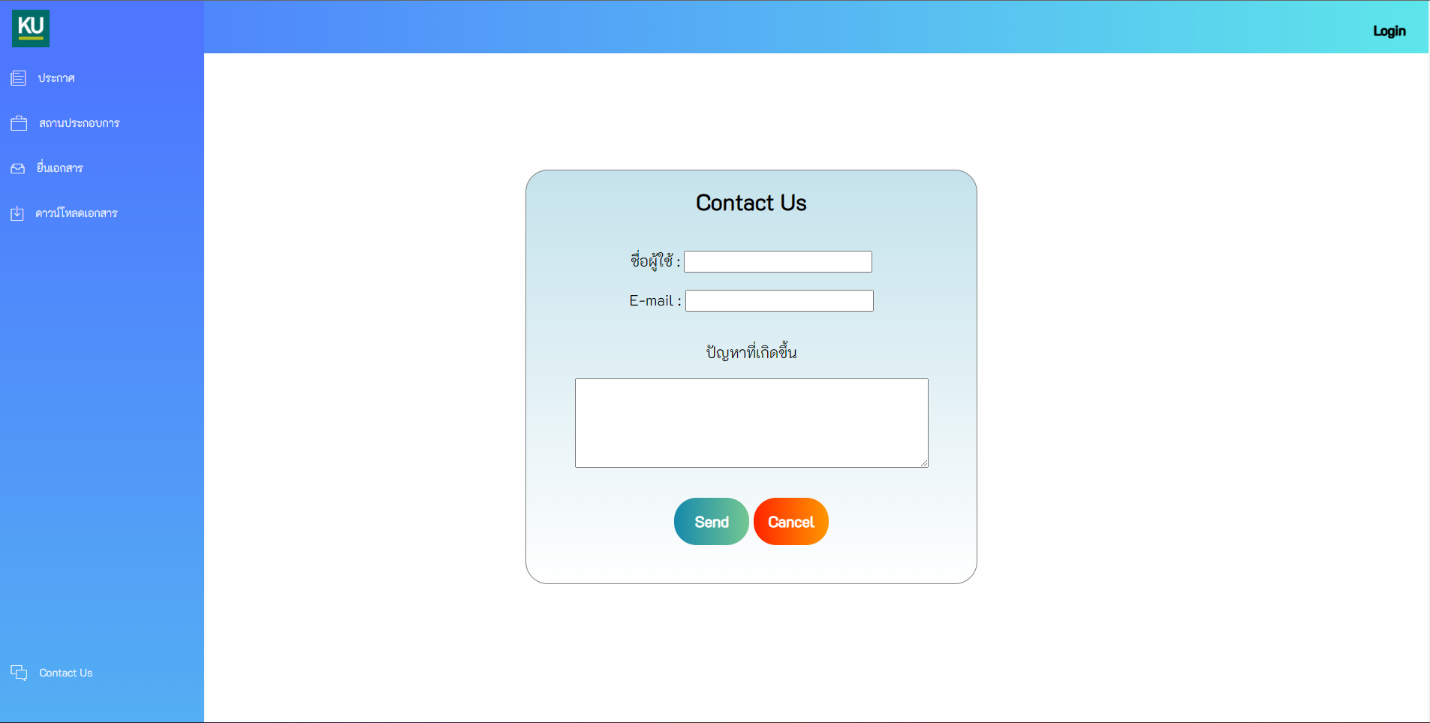 KU
Login
ประกาศ
สถานประกอบการ
ยื่นเอกสาร
ดาวน์โหลดเอกสาร
Contact Us
ชื่อผู้ใช้ :
E-mail :
ปัญหาที่เกิดขึ้น
Send Cancel
Contact Us